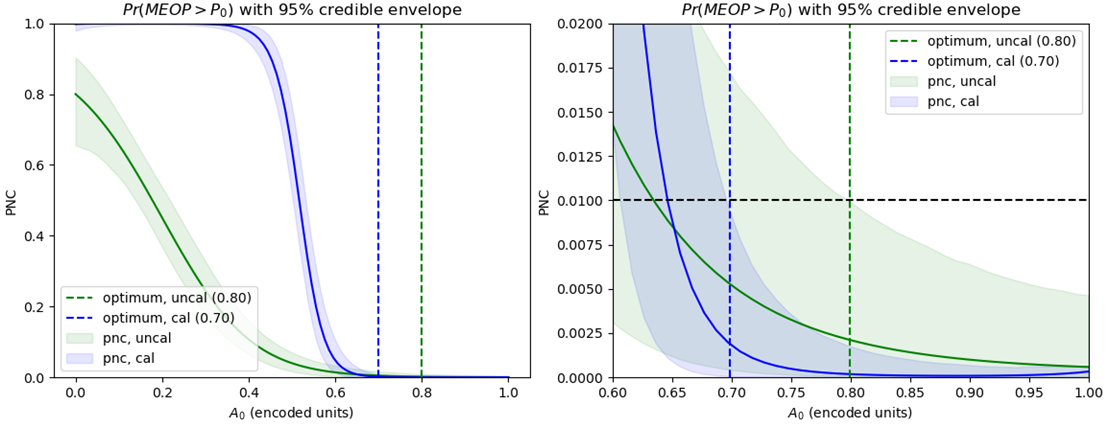 Pr(MEOP > P₀) with 95% credible envelope
PNC
1.0
0.8
0.6
0.4
0.2
0.0
optimum, uncal (0.80)
optimum, cal (0.70)
pnc, uncal
pnc, cal
0.0 0.2 0.4 0.6 0.8 1.0
A₀ (encoded units)
Pr(MEOP > P₀) with 95% credible envelope
PNC
0.0200
0.0175
0.0150
0.0125
0.0100
0.0075
0.0050
0.0025
0.0000
optimum, uncal (0.80)
optimum, cal (0.70)
pnc, uncal
pnc, cal
0.60 0.65 0.70 0.75 0.80 0.85 0.90 0.95 1.00
A₀ (encoded units)